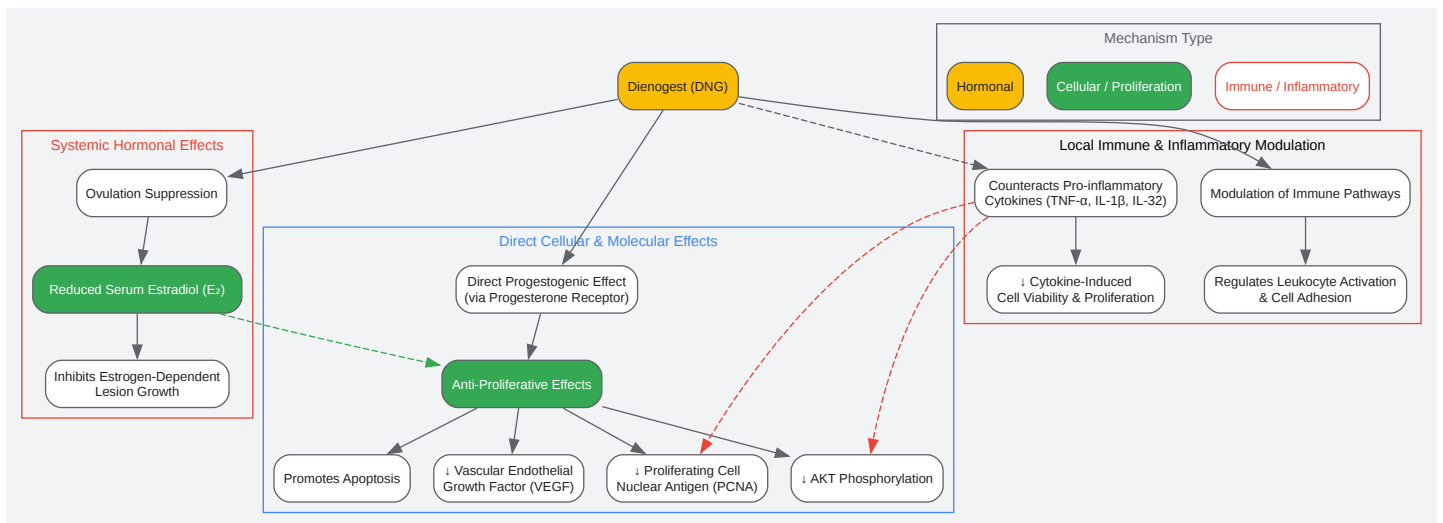 Mechanism Type
Hormonal
Cellular / Proliferation
Immune / Inflammatory
Dienogest (DNG)
Systemic Hormonal Effects
Ovulation Suppression
Reduced Serum Estradiol (E₂)
Inhibits Estrogen-Dependent
Lesion Growth
Direct Cellular & Molecular Effects
Direct Progestogenic Effect
(via Progesterone Receptor)
Anti-Proliferative Effects
Promotes Apoptosis
↓ Vascular Endothelial
Growth Factor (VEGF)
↓ Proliferating Cell
Nuclear Antigen (PCNA)
↓ AKT Phosphorylation
Local Immune & Inflammatory Modulation
Counteracts Pro-inflammatory
Cytokines (TNF-α, IL-1β, IL-32)
Modulation of Immune Pathways
↓ Cytokine-Induced
Cell Viability & Proliferation
Regulates Leukocyte Activation
& Cell Adhesion